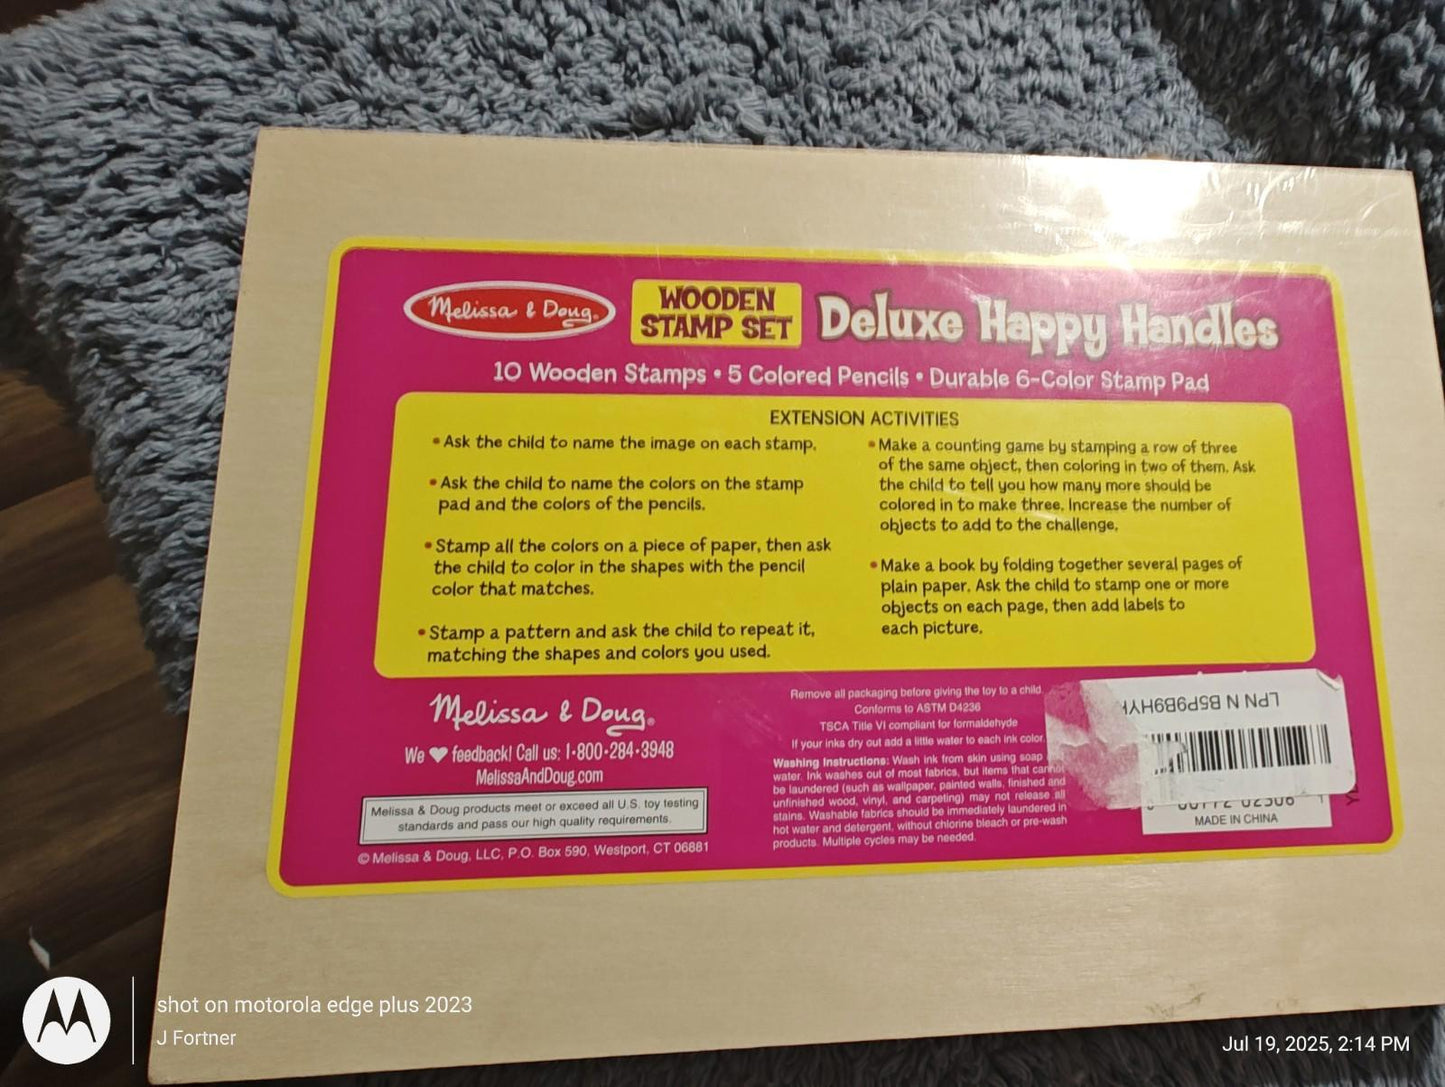 Melissa & Doug®
WOODEN
STAMP SET
Deluxe Happy Handles
10 Wooden Stamps • 5 Colored Pencils • Durable 6-Color Stamp Pad
EXTENSION ACTIVITIES
• Ask the child to name the image on each stamp.
• Ask the child to name the colors on the stamp
pad and the colors of the pencils.
• Stamp all the colors on a piece of paper, then ask
the child to color in the shapes with the pencil
color that matches.
• Stamp a pattern and ask the child to repeat it,
matching the shapes and colors you used.
• Make a counting game by stamping a row of three
of the same object, then coloring in two of them. Ask
the child to tell you how many more should be
colored in to make three. Increase the number of
objects to add to the challenge.
• Make a book by folding together several pages of
plain paper. Ask the child to stamp one or more
objects on each page, then add labels to
each picture.
Melissa & Doug®
We ♥ feedback! Call us: 1-800-284-3948
MelissaAndDoug.com
Melissa & Doug products meet or exceed all U.S. toy testing
standards and pass our high quality requirements.
© Melissa & Doug, LLC, P.O. Box 590, Westport, CT 06881
Remove all packaging before giving the toy to a child.
Conforms to ASTM D4236
TSCA Title VI compliant for formaldehyde
If your inks dry out add a little water to each ink color.
Washing Instructions: Wash ink from skin using soap
water. Ink washes out of most fabrics, but items that cannot
be laundered (such as wallpaper, painted walls, finished and
unfinished wood, vinyl, and carpeting) may not release all
stains. Washable fabrics should be immediately laundered in
hot water and detergent, without chlorine bleach or pre-wash
products. Multiple cycles may be needed.
LPN N B5P9B9HYH
MADE IN CHINA
shot on motorola edge plus 2023
J Fortner
Jul 19, 2025, 2:14 PM